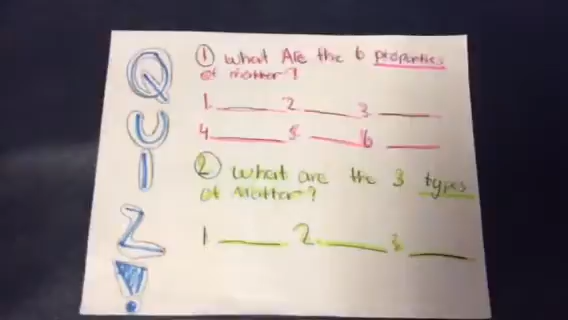 QUIZ!
1 What Are the 6 properties
of matter?
1. 2. 3
4. 5 6
2 What are the 3 types
of Matter?
1 2. 3